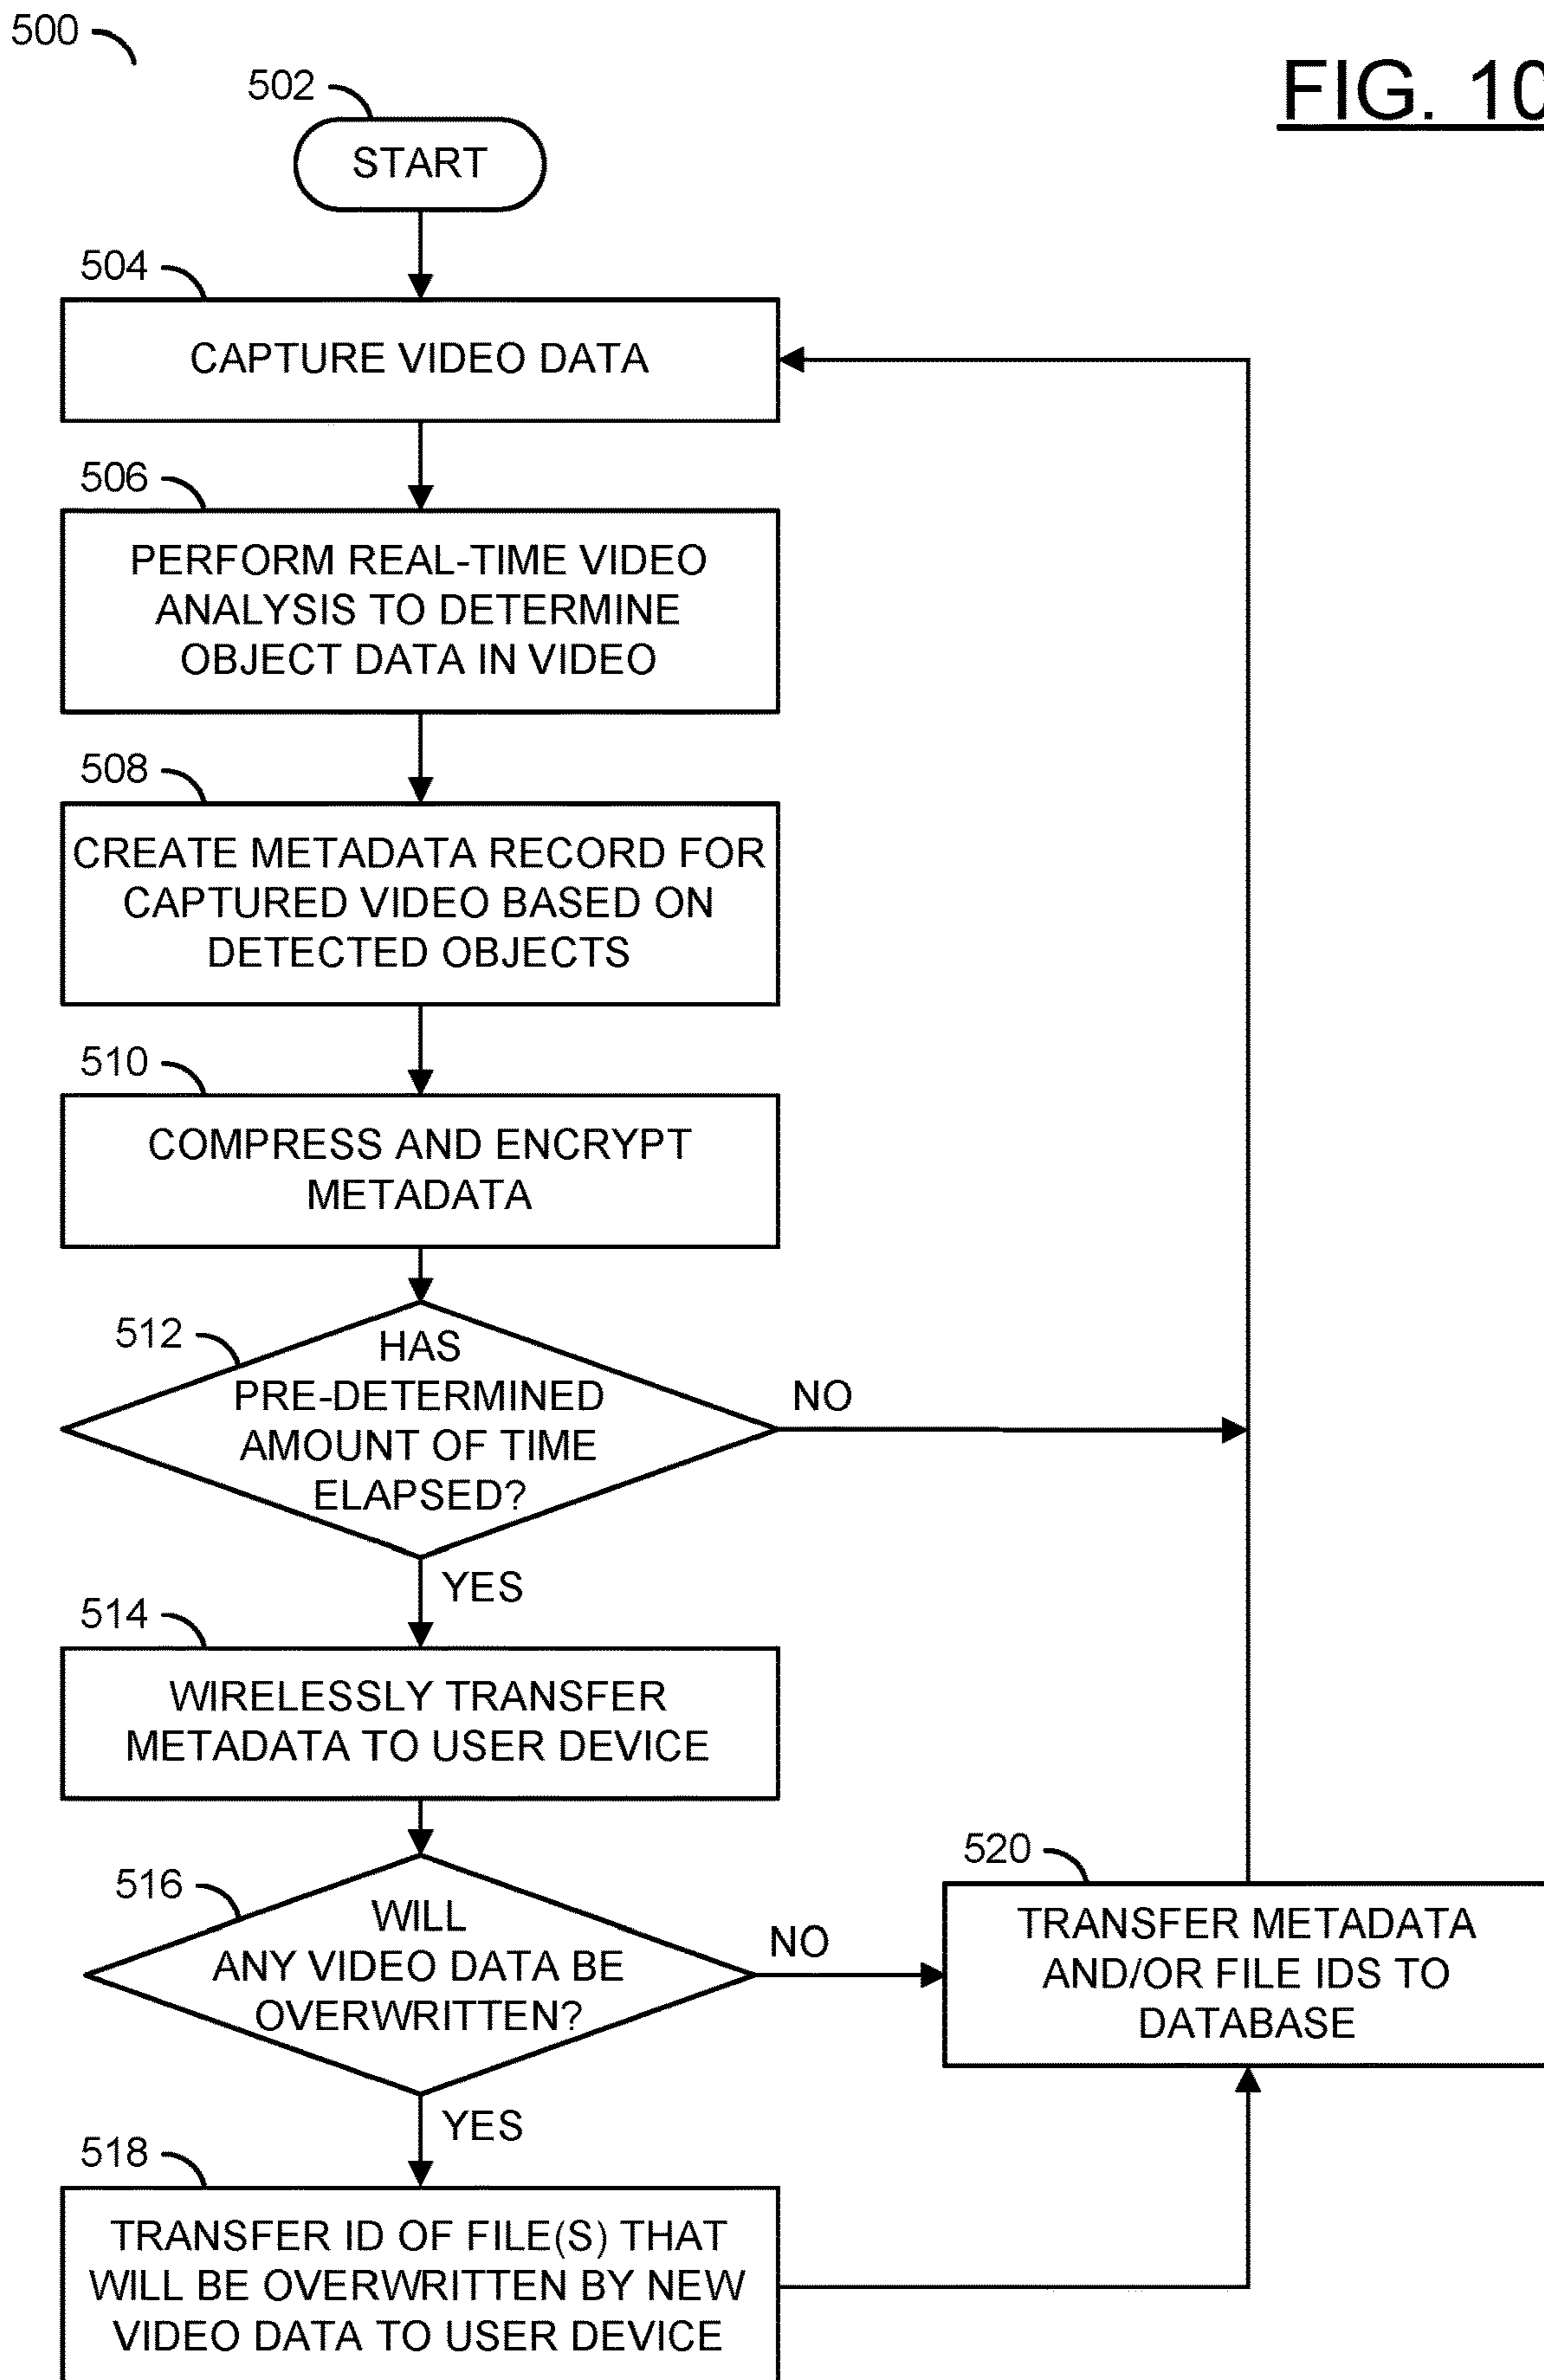 500
FIG. 10
502
START
504
CAPTURE VIDEO DATA
506
PERFORM REAL-TIME VIDEO
ANALYSIS TO DETERMINE
OBJECT DATA IN VIDEO
508
CREATE METADATA RECORD FOR
CAPTURED VIDEO BASED ON
DETECTED OBJECTS
510
COMPRESS AND ENCRYPT
METADATA
512
HAS
PRE-DETERMINED
AMOUNT OF TIME
ELAPSED?
NO
YES
514
WIRELESSLY TRANSFER
METADATA TO USER DEVICE
516
WILL
ANY VIDEO DATA BE
OVERWRITTEN?
NO
520
TRANSFER METADATA
AND/OR FILE IDS TO
DATABASE
YES
518
TRANSFER ID OF FILE(S) THAT
WILL BE OVERWRITTEN BY NEW
VIDEO DATA TO USER DEVICE